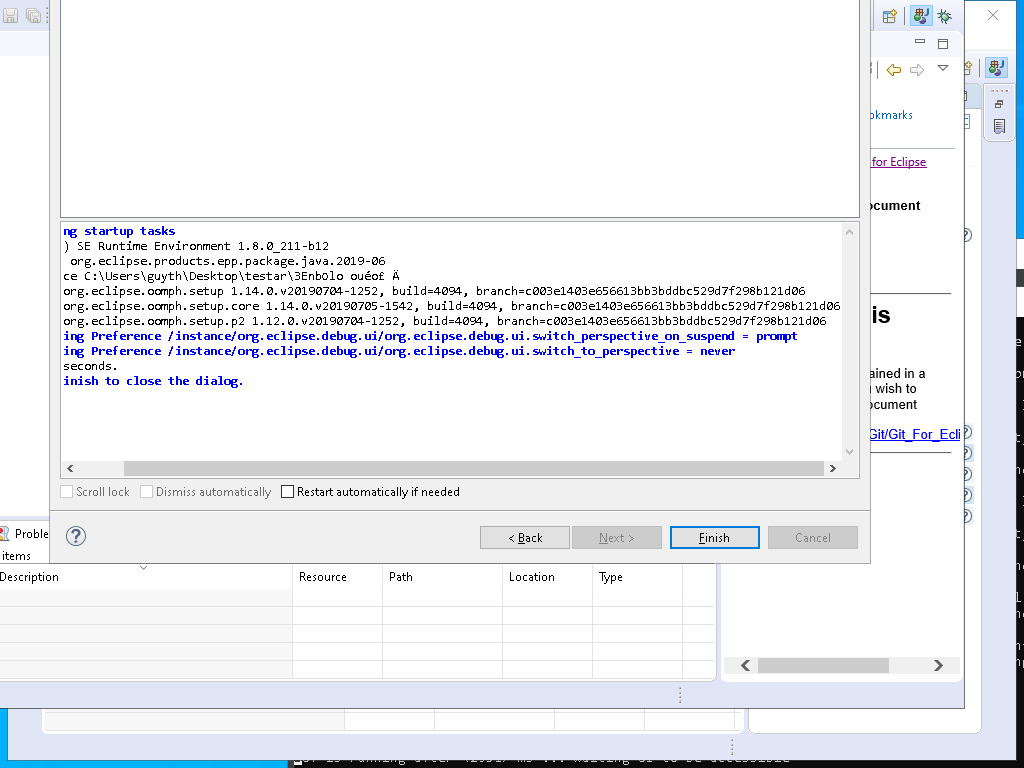 okmarks
for Eclipse
ocument
is
ained in a
wish to
ocument
Git/Git_For_Ecli
ng startup tasks
) SE Runtime Environment 1.8.0_211-b12
org.eclipse.products.epp.package.java.2019-06
ce C:\Users\guyth\Desktop\testar\3Enbölo ouéo£ Ä
org.eclipse.oomph.setup 1.14.0.v20190704-1252, build=4094, branch=c003e1403e656613bb3bddbc529d7f298b121d06
org.eclipse.oomph.setup.core 1.14.0.v20190705-1542, build=4094, branch=c003e1403e656613bb3bddbc529d7f298b121d06
org.eclipse.oomph.setup.p2 1.12.0.v20190704-1252, build=4094, branch=c003e1403e656613bb3bddbc529d7f298b121d06
ing Preference /instance/org.eclipse.debug.ui/org.eclipse.debug.ui.switch_perspective_on_suspend = prompt
ing Preference /instance/org.eclipse.debug.ui/org.eclipse.debug.ui.switch_to_perspective = never
seconds.
inish to close the dialog.
Scroll lock Dismiss automatically Restart automatically if needed
< Back Next > Finish Cancel
Proble
items
Description Resource Path Location Type